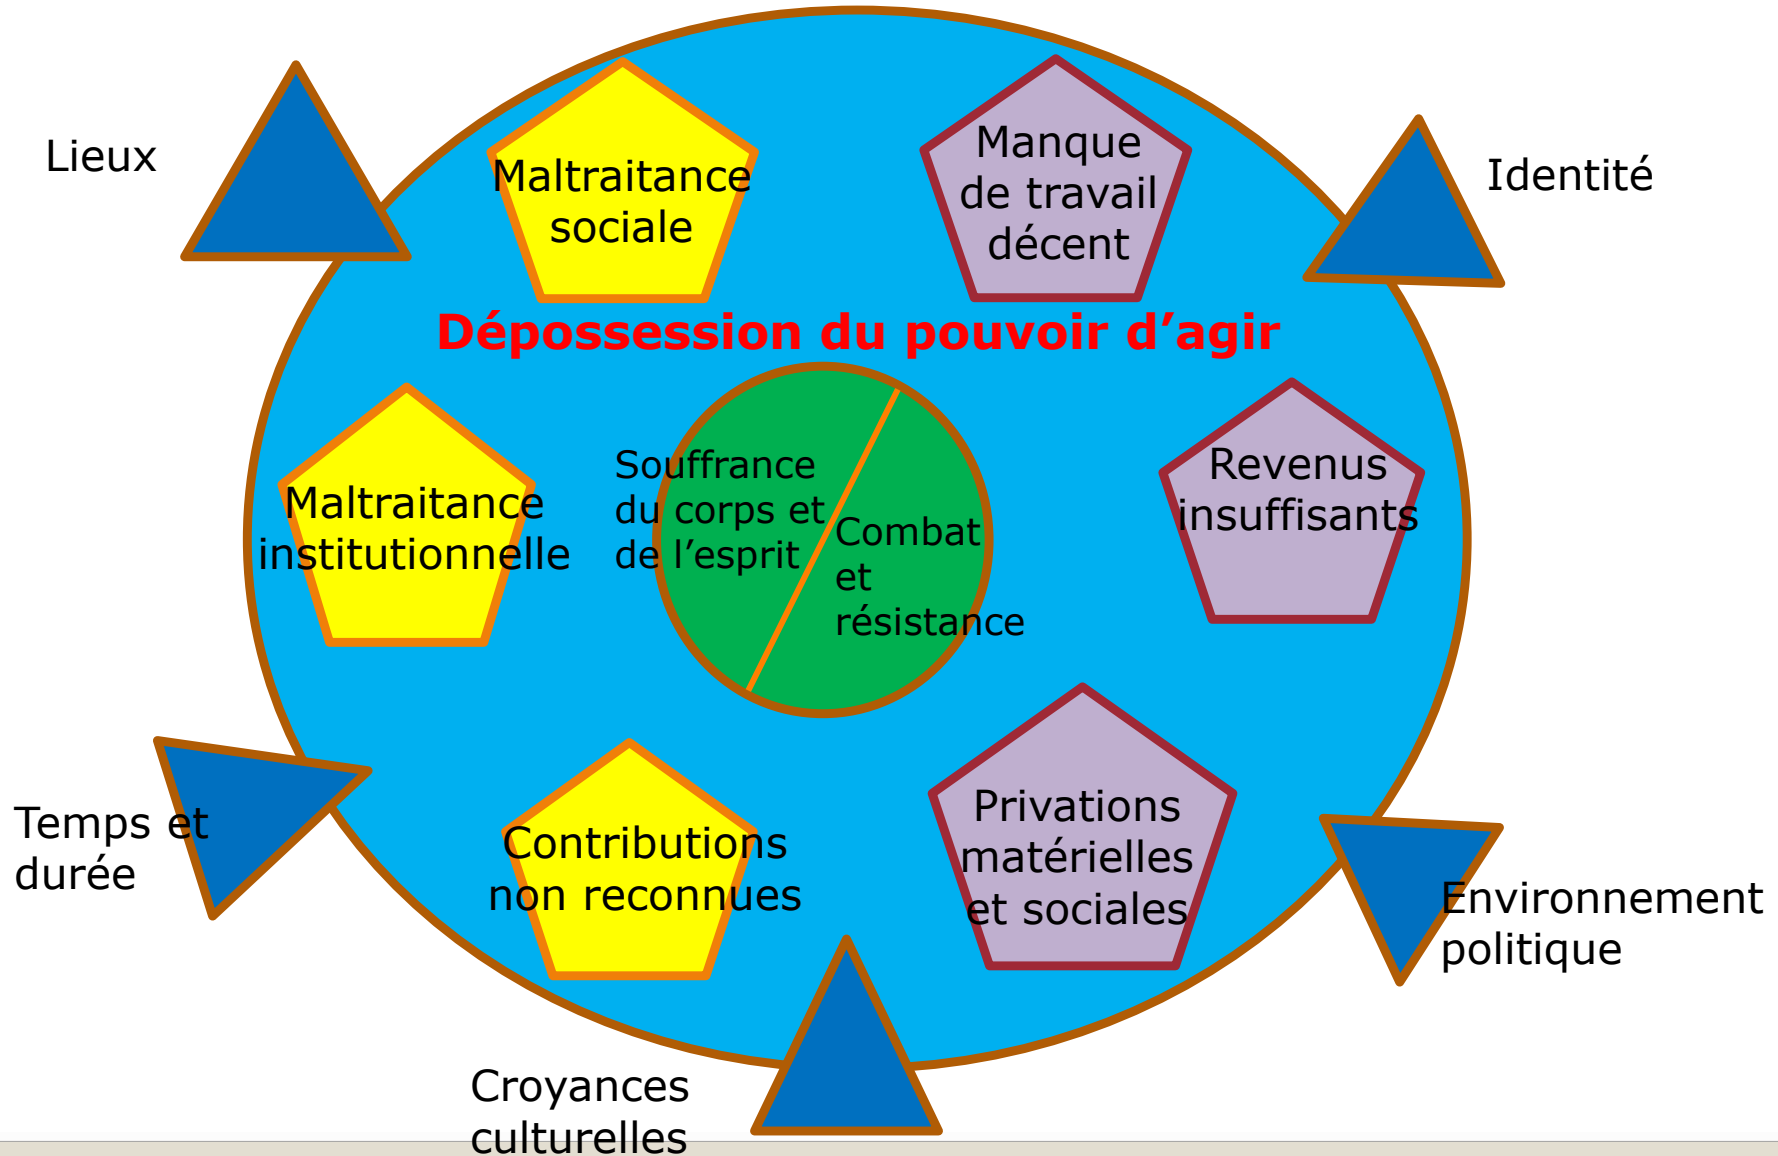 Lieux
Maltraitance
sociale
Manque
de travail
décent
Identité
Dépossession du pouvoir d’agir
Maltraitance
institutionnelle
Souffrance
du corps et
de l’esprit
Combat
et
résistance
Revenus
insuffisants
Temps et
durée
Contributions
non reconnues
Privations
matérielles
et sociales
Environnement
politique
Croyances
culturelles